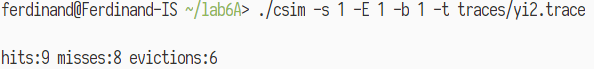 ferdinand@Ferdinand-IS ~/lab6A> ./csim -s 1 -E 1 -b 1 -t traces/yi2.trace
hits:9 misses:8 evictions:6